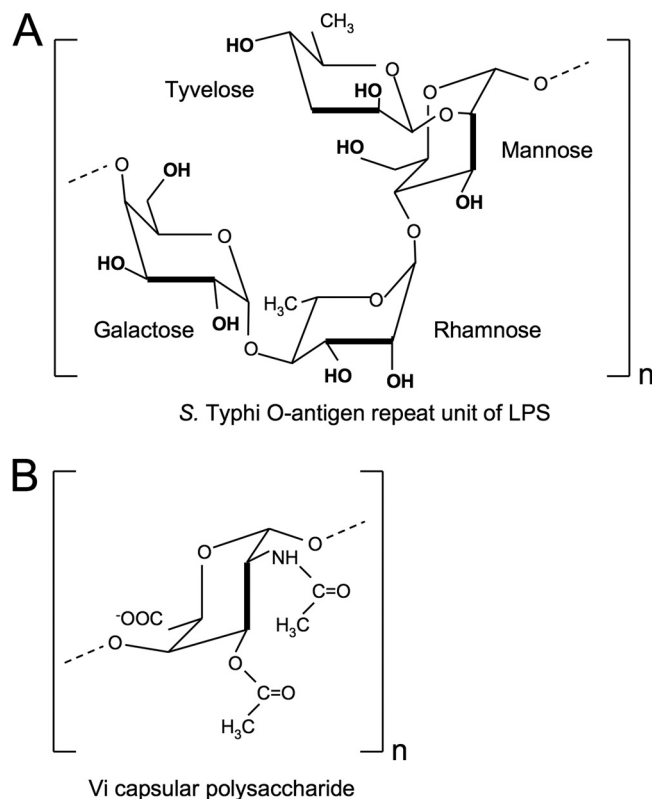 A
CH₃
HO
O
Tyvelose
HO
O
O
O
HO
Mannose
O
OH
OH
O
O
HO
H₃C
O
OH
Galactose
Rhamnose
O
HO
OH
n
S. Typhi O-antigen repeat unit of LPS
B
O
O
NH
⁻OOC
C=O
O
H₃C
O
C=O
H₃C
n
Vi capsular polysaccharide